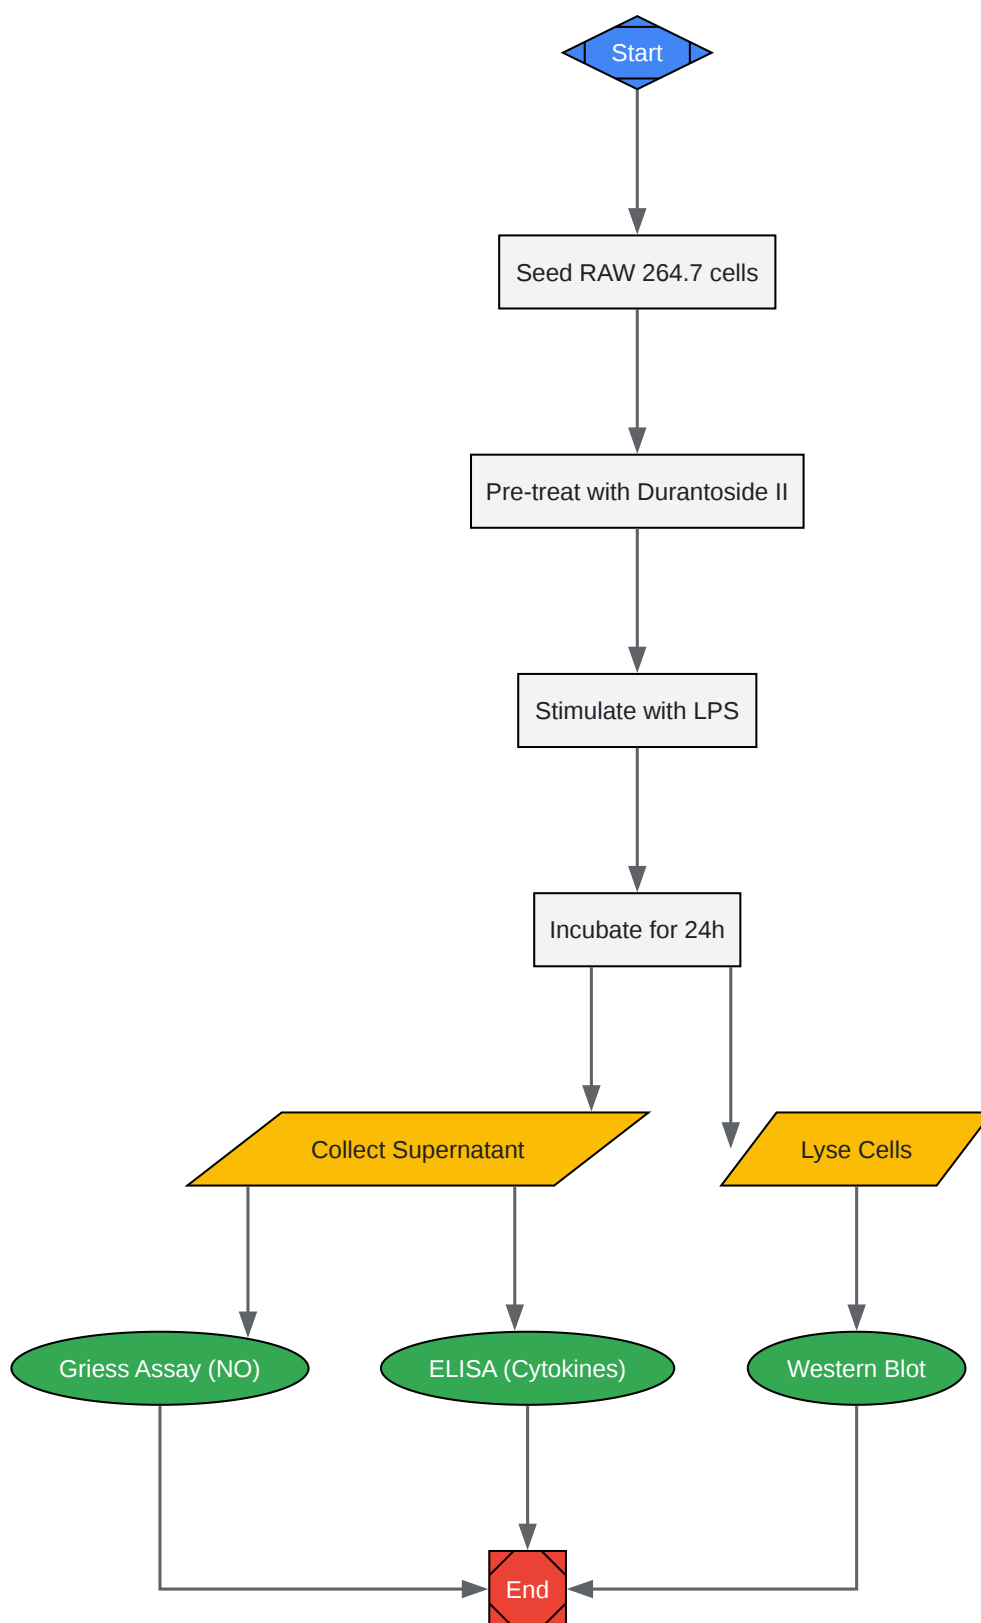 Start
Seed RAW 264.7 cells
Pre-treat with Durantoside II
Stimulate with LPS
Incubate for 24h
Collect Supernatant
Lyse Cells
Griess Assay (NO)
ELISA (Cytokines)
Western Blot
End